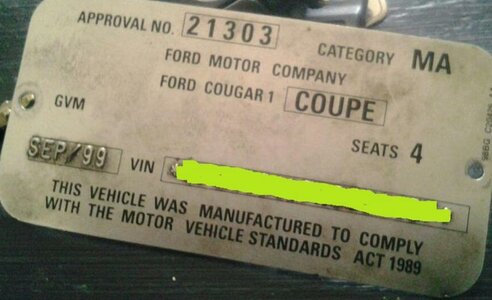 APPROVAL NO. 21303 CATEGORY MA
FORD MOTOR COMPANY
FORD COUGAR 1 COUPE
GVM SEATS 4
SEP/99 VIN
THIS VEHICLE WAS MANUFACTURED TO COMPLY
WITH THE MOTOR VEHICLE STANDARDS ACT 1989